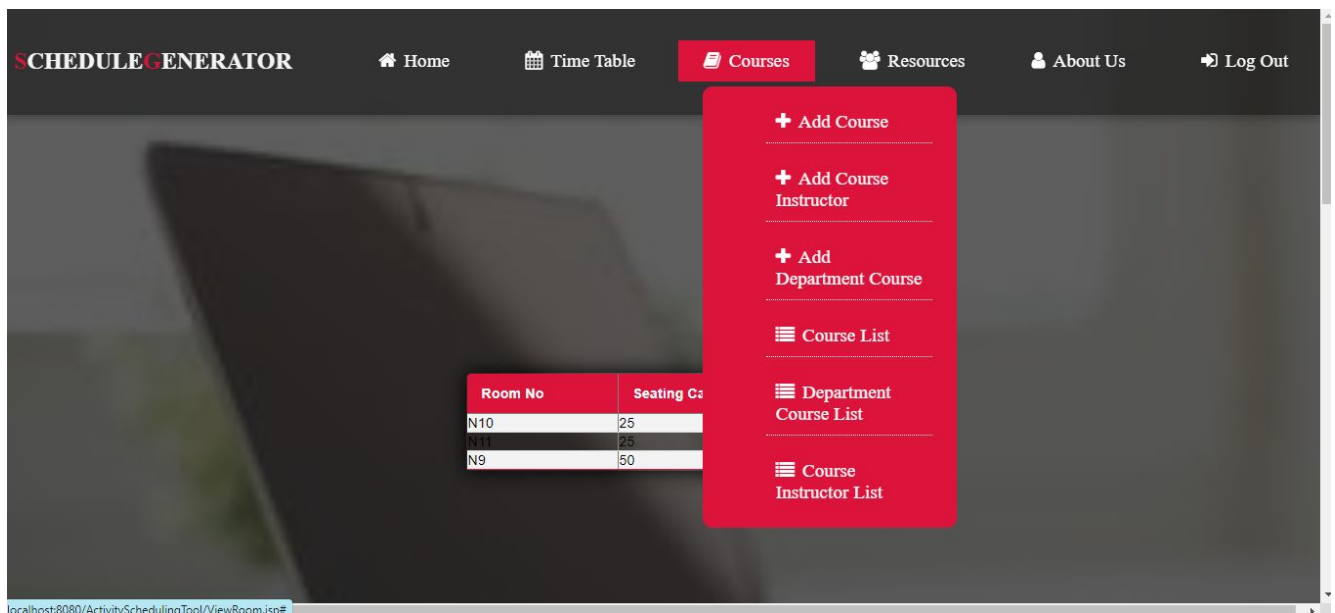 SCHEDULEGENERATOR
Home
Time Table
Courses
Resources
About Us
Log Out
Add Course
Add Course
Instructor
Add
Department Course
Course List
Department
Course List
Course
Instructor List
Room No Seating Ca
N10 25
N11 25
N9 50
localhost:8080/ActivitySchedulingTool/ViewRoom.jsp#